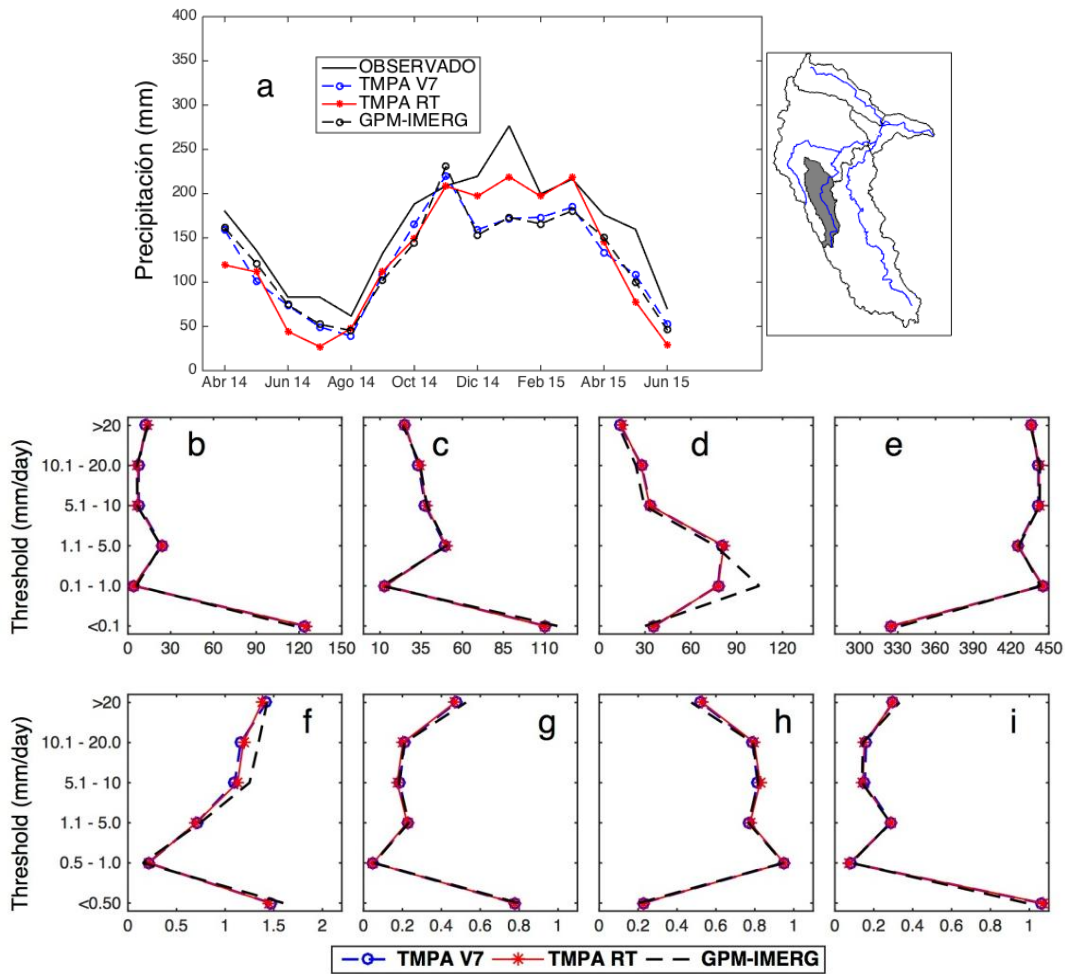 400
350
300
250
200
150
100
50
0
Precipitación (mm)
a
OBSERVADO
TMPA V7
TMPA RT
GPM-IMERG
Abr 14 Jun 14 Ago 14 Oct 14 Dic 14 Feb 15 Abr 15 Jun 15
Threshold (mm/day)
>20
10.1 - 20.0
5.1 - 10
1.1 - 5.0
0.1 - 1.0
<0.1
b
c
d
e
0 30 60 90 120 150
10 35 60 85 110
0 30 60 90 120
300 330 360 390 420 450
Threshold (mm/day)
>20
10.1 - 20.0
5.1 - 10
1.1 - 5.0
0.5 - 1.0
<0.50
f
g
h
i
0 0.5 1 1.5 2
0 0.2 0.4 0.6 0.8 1
0 0.2 0.4 0.6 0.8 1
0 0.2 0.4 0.6 0.8 1
TMPA V7 TMPA RT GPM-IMERG